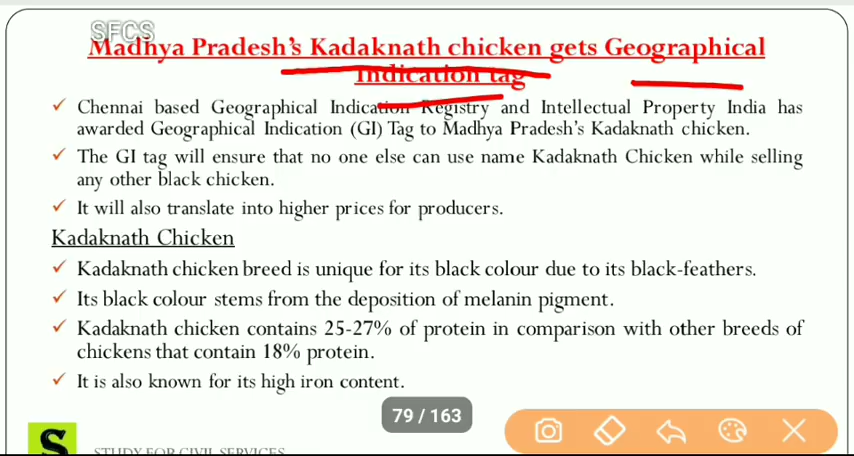 SFCS
Madhya Pradesh's Kadaknath chicken gets Geographical
Indication tag
✓ Chennai based Geographical Indication Registry and Intellectual Property India has
awarded Geographical Indication (GI) Tag to Madhya Pradesh's Kadaknath chicken.
✓ The GI tag will ensure that no one else can use name Kadaknath Chicken while selling
any other black chicken.
✓ It will also translate into higher prices for producers.
Kadaknath Chicken
✓ Kadaknath chicken breed is unique for its black colour due to its black-feathers.
✓ Its black colour stems from the deposition of melanin pigment.
✓ Kadaknath chicken contains 25-27% of protein in comparison with other breeds of
chickens that contain 18% protein.
✓ It is also known for its high iron content.
79 / 163
S
STUDY FOR CIVIL SERVICES